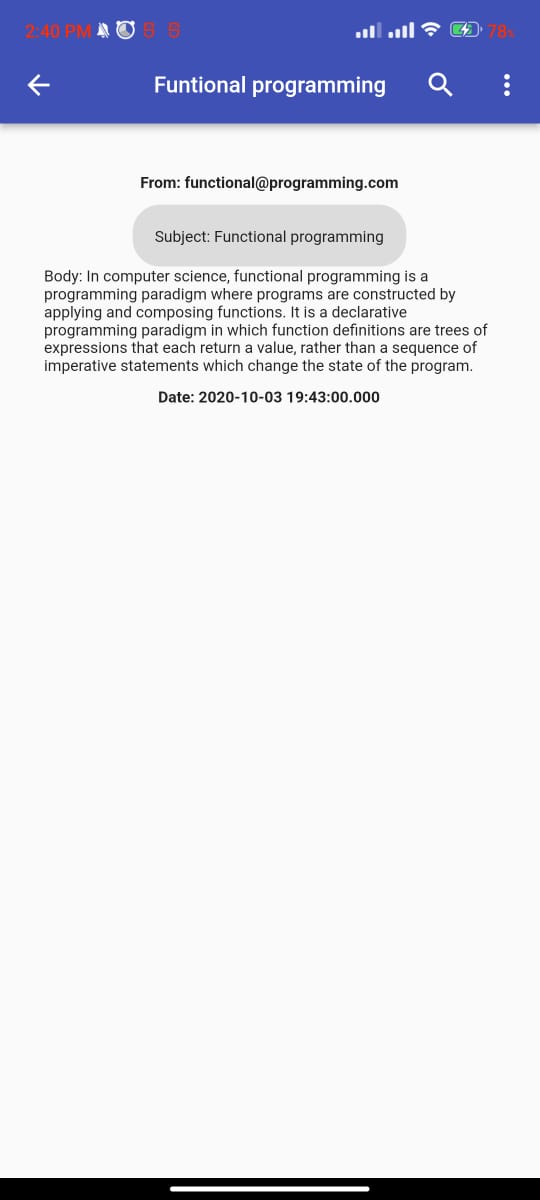 2:40 PM
78%
Funtional programming
From: functional@programming.com
Subject: Functional programming
Body: In computer science, functional programming is a
programming paradigm where programs are constructed by
applying and composing functions. It is a declarative
programming paradigm in which function definitions are trees of
expressions that each return a value, rather than a sequence of
imperative statements which change the state of the program.
Date: 2020-10-03 19:43:00.000